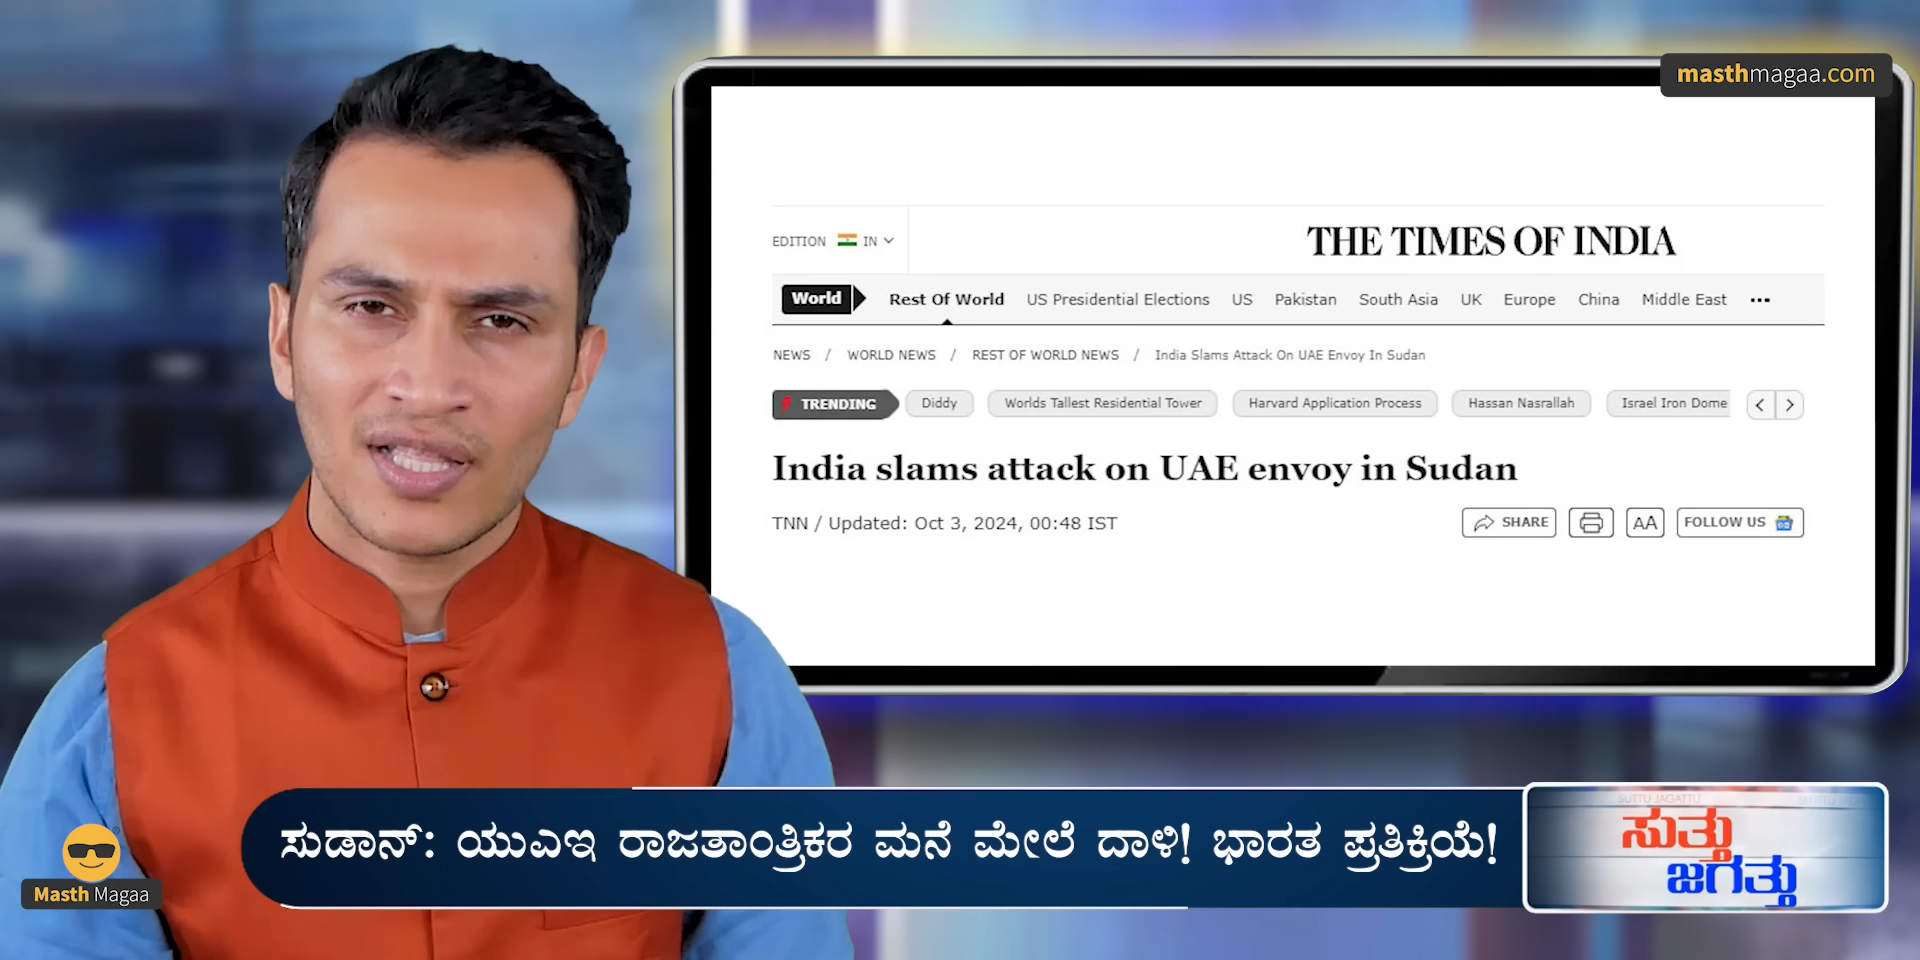 masthmagaa.com
EDITION IN
THE TIMES OF INDIA
World Rest Of World US Presidential Elections US Pakistan South Asia UK Europe China Middle East ...
NEWS / WORLD NEWS / REST OF WORLD NEWS / India Slams Attack On UAE Envoy In Sudan
TRENDING Diddy Worlds Tallest Residential Tower Harvard Application Process Hassan Nasrallah Israel Iron Dome
India slams attack on UAE envoy in Sudan
TNN / Updated: Oct 3, 2024, 00:48 IST SHARE AA FOLLOW US
ಸುಡಾನ್: ಯುಎಇ ರಾಜತಾಂತ್ರಿಕರ ಮನೆ ಮೇಲೆ ದಾಳಿ! ಭಾರತ ಪ್ರತಿಕ್ರಿಯೆ!
SUTTU JAGATTU
ಸುತ್ತು
ಜಗತ್ತು
Masth Magaa